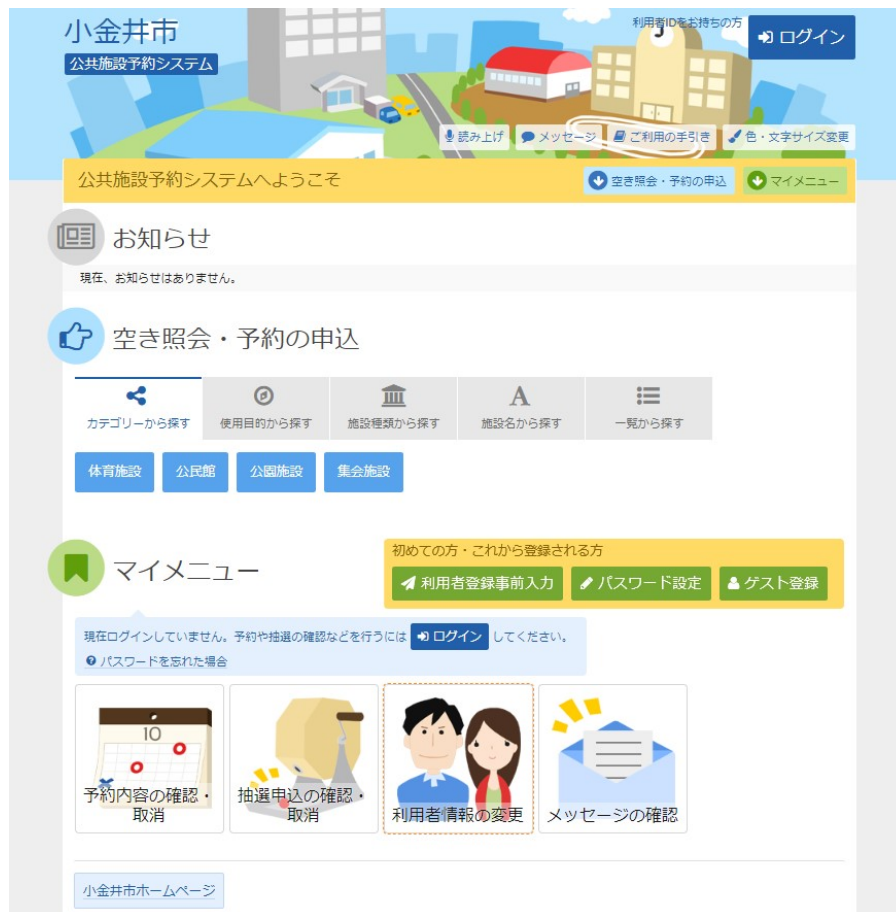 小金井市
公共施設予約システム
利用者IDをお持ちの方
ログイン
読み上げ
メッセージ
ご利用の手引き
色・文字サイズ変更
公共施設予約システムへようこそ
空き照会・予約の申込
マイメニュー
お知らせ
現在、お知らせはありません。
空き照会・予約の申込
カテゴリーから探す
使用目的から探す
施設種類から探す
A
施設名から探す
一覧から探す
体育施設
公民館
公園施設
集会施設
マイメニュー
初めての方・これから登録される方
利用者登録事前入力
パスワード設定
ゲスト登録
現在ログインしていません。予約や抽選の確認などを行うには ログイン してください。
パスワードを忘れた場合
10
予約内容の確認・
取消
抽選申込の確認・
取消
利用者情報の変更
メッセージの確認
小金井市ホームページ